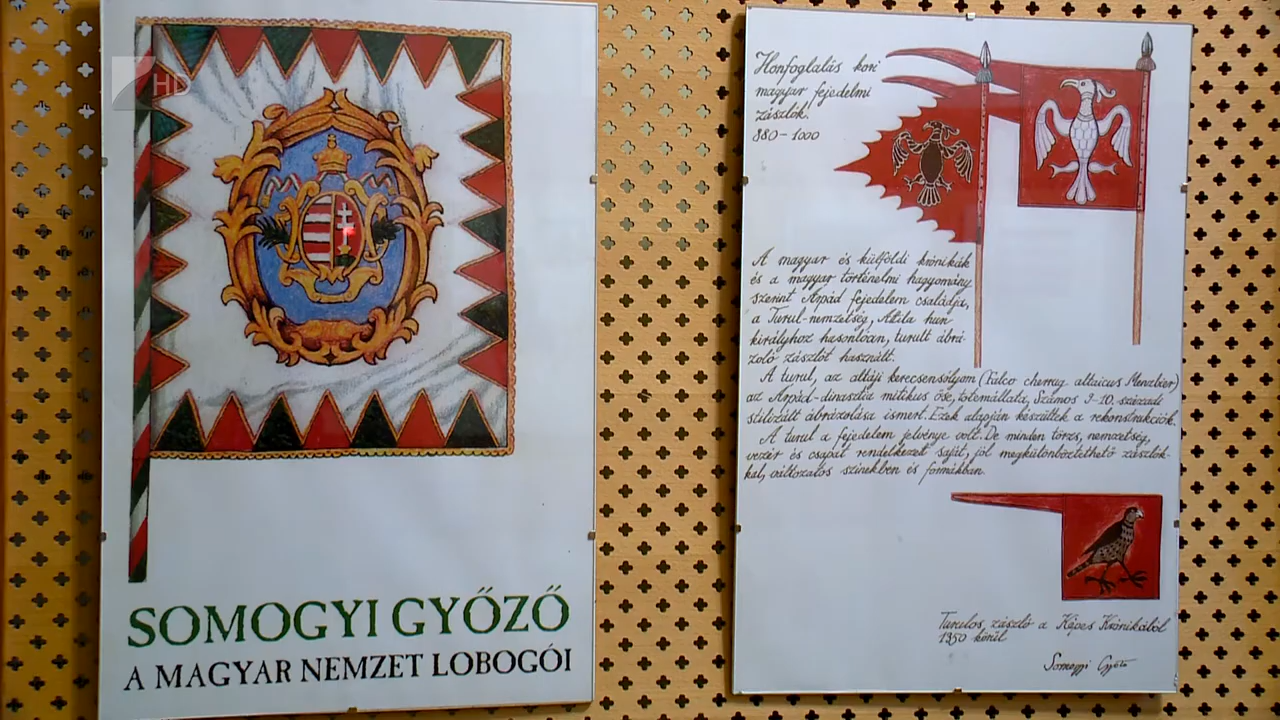 HD
SOMOGYI GYŐZŐ
A MAGYAR NEMZET LOBOGÓI
Honfoglalás kori
magyar fejedelmi
zászlók.
880-1000
A magyar és külföldi krónikák
és a magyar történelmi hagyomány
szerint Árpád fejedelem családja,
a Turul-nemzetség, Attila hun
királyhoz hasonlóan, turult ábrá-
zoló zászlót használt.
A turul, az altáji kerecsensólyom (Falco cherrug altaicus Menzbier)
az Árpád-dinasztia mitikus őse, totemállata. Számos 9-10. századi
stilizált ábrázolása ismert. Ezek alapján készültek a rekonstrukciók.
A turul a fejedelem jelvénye volt. De minden törzs, nemzetség,
vezér és csapat rendelkezett saját, jól megkülönböztethető zászlók-
kal, változatos színekben és formákban.
Turulos zászló a Képes Krónikából
1350 körül
Somogyi Győző